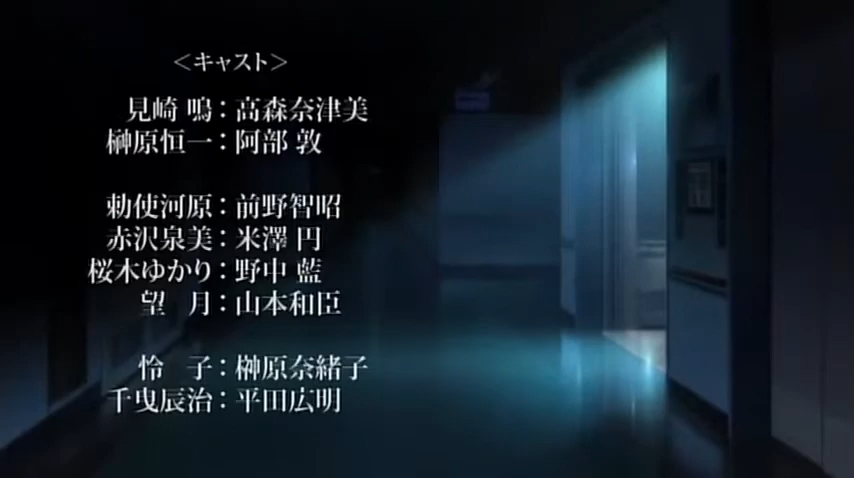 ＜キャスト＞
見崎 鳴：高森奈津美
榊原恒一：阿部 敦
勅使河原：前野智昭
赤沢泉美：米澤 円
桜木ゆかり：野中 藍
望　月：山本和臣
怜　子：榊原奈緒子
千曳辰治：平田広明